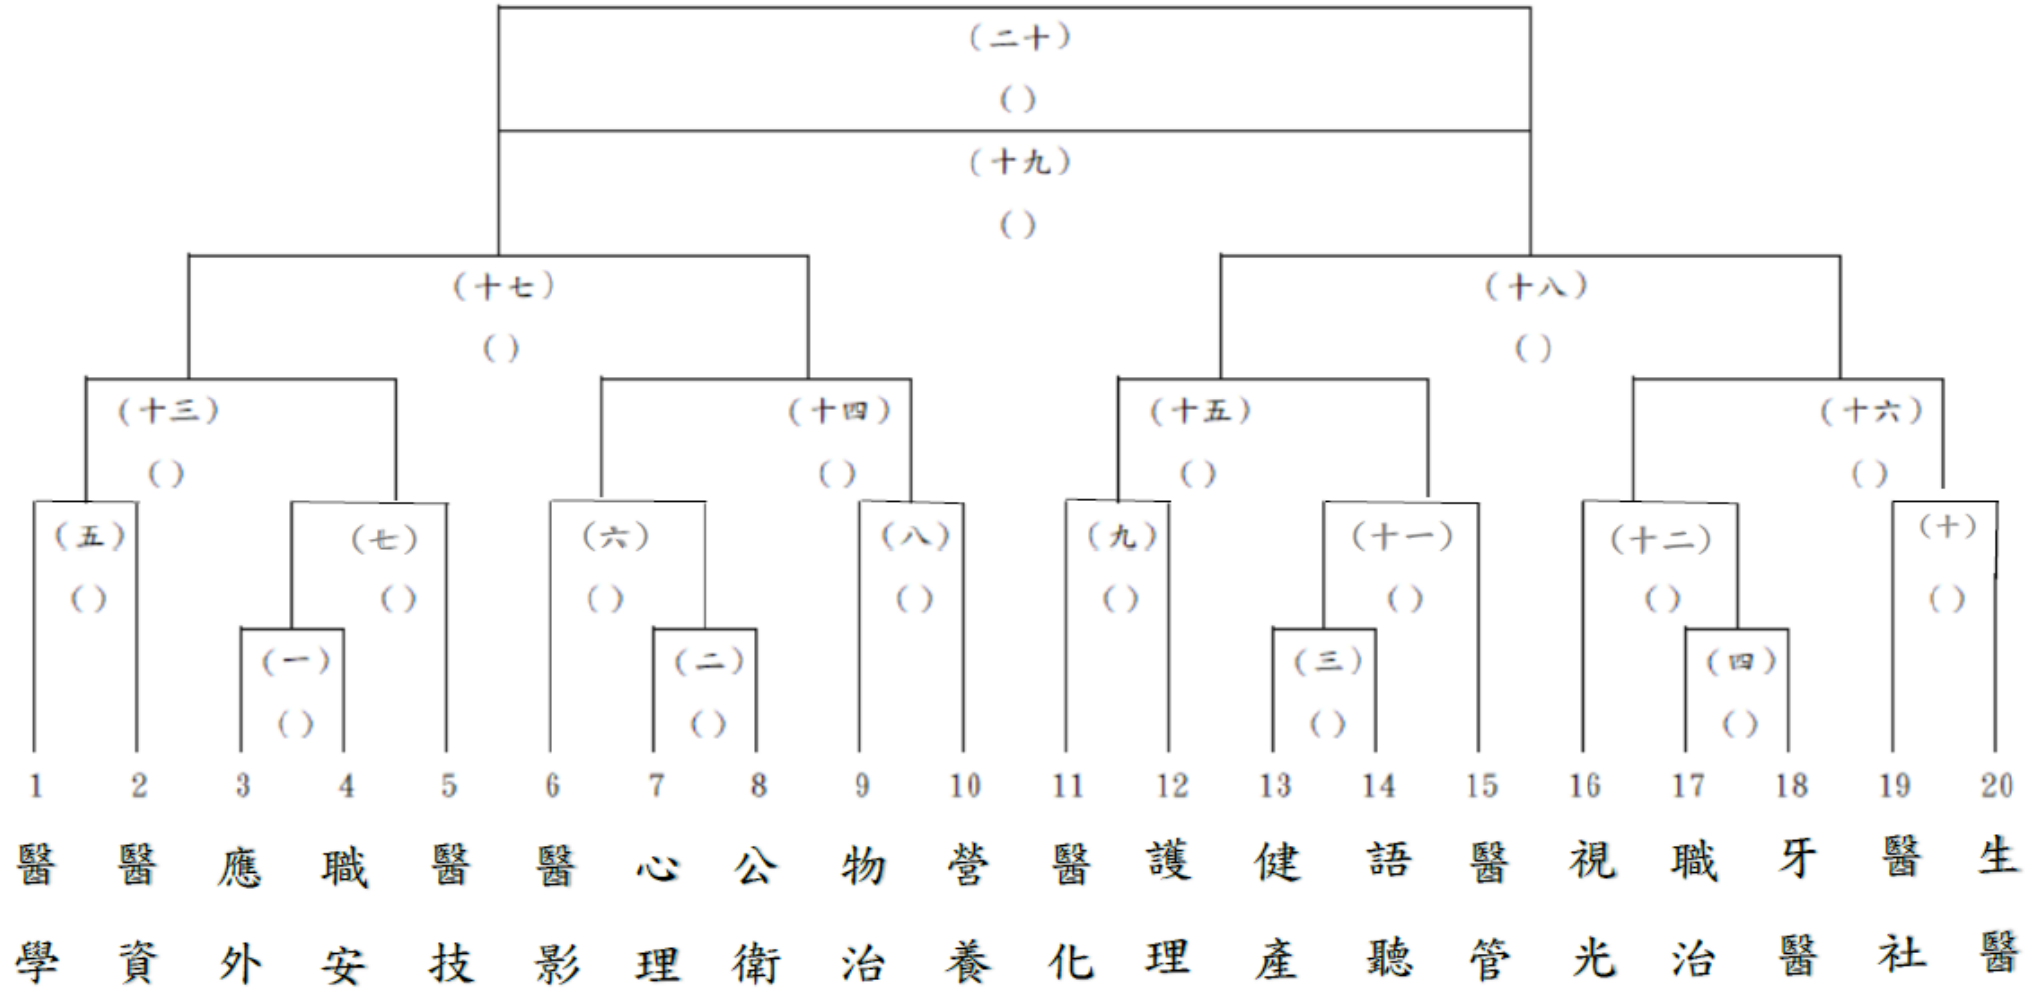 （二十）
（）
（十九）
（）
（十七） （十八）
（） （）
（十三） （十四） （十五） （十六）
（） （） （） （）
（五） （七） （六） （八） （九） （十一） （十二） （十）
（） （） （） （） （） （） （） （）
（一） （二） （三） （四）
（） （） （） （）
1 2 3 4 5 6 7 8 9 10 11 12 13 14 15 16 17 18 19 20
醫 醫 應 職 醫 醫 心 公 物 營 醫 護 健 語 醫 視 職 牙 醫 生
學 資 外 安 技 影 理 衛 治 養 化 理 產 聽 管 光 治 醫 社 醫